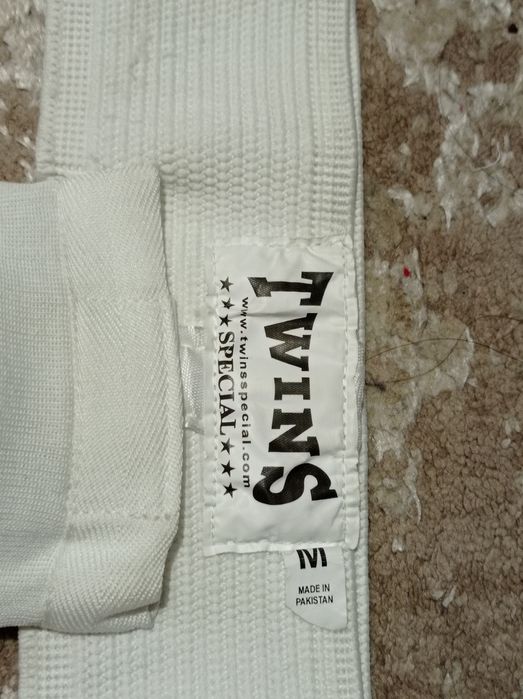 TWINS
www.twinsspecial.com
★★★SPECIAL★★★
M
MADE IN
PAKISTAN